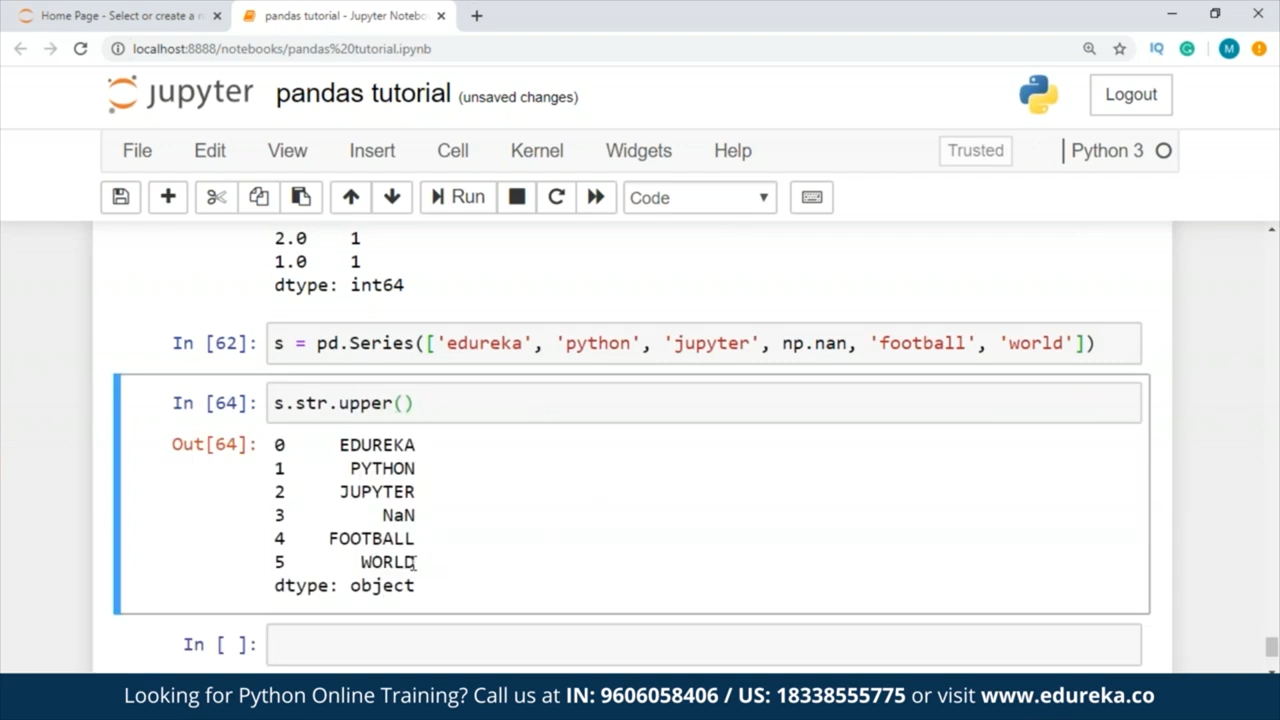 Home Page - Select or create a n
pandas tutorial - Jupyter Notebo
localhost:8888/notebooks/pandas%20tutorial.ipynb
IQ
G
M
jupyter pandas tutorial (unsaved changes)
Logout
File Edit View Insert Cell Kernel Widgets Help
Trusted
Python 3
Run
Code
2.0 1
1.0 1
dtype: int64
In [62]: s = pd.Series(['edureka', 'python', 'jupyter', np.nan, 'football', 'world'])
In [64]: s.str.upper()
Out[64]: 0 EDUREKA
1 PYTHON
2 JUPYTER
3 NaN
4 FOOTBALL
5 WORLD
dtype: object
In [ ]:
Looking for Python Online Training? Call us at IN: 9606058406 / US: 18338555775 or visit www.edureka.co